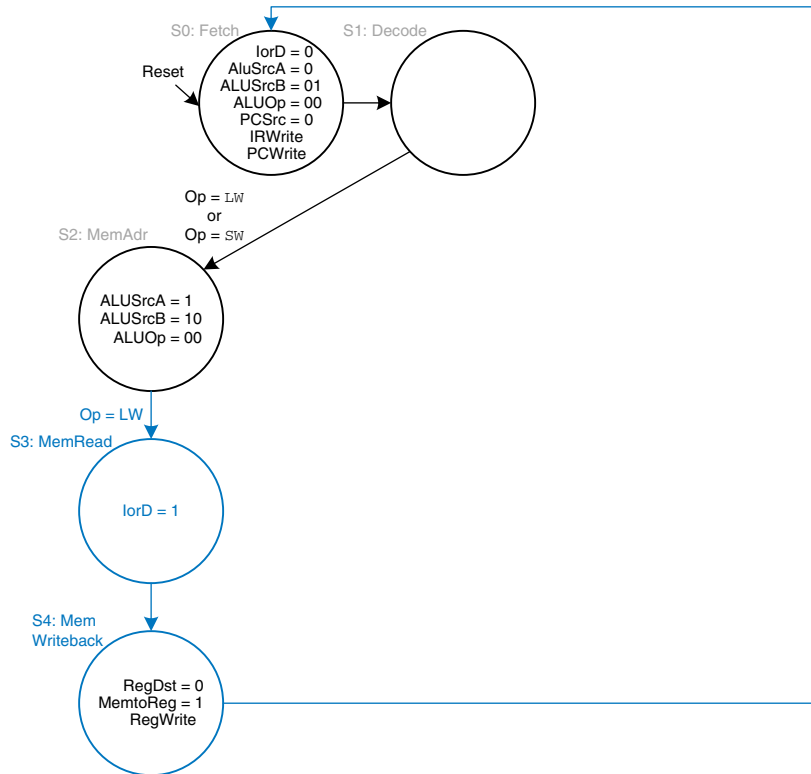 S0: Fetch
S1: Decode
Reset
IorD = 0
AluSrcA = 0
ALUSrcB = 01
ALUOp = 00
PCSrc = 0
IRWrite
PCWrite
Op = LW
or
Op = SW
S2: MemAdr
ALUSrcA = 1
ALUSrcB = 10
ALUOp = 00
Op = LW
S3: MemRead
IorD = 1
S4: Mem
Writeback
RegDst = 0
MemtoReg = 1
RegWrite